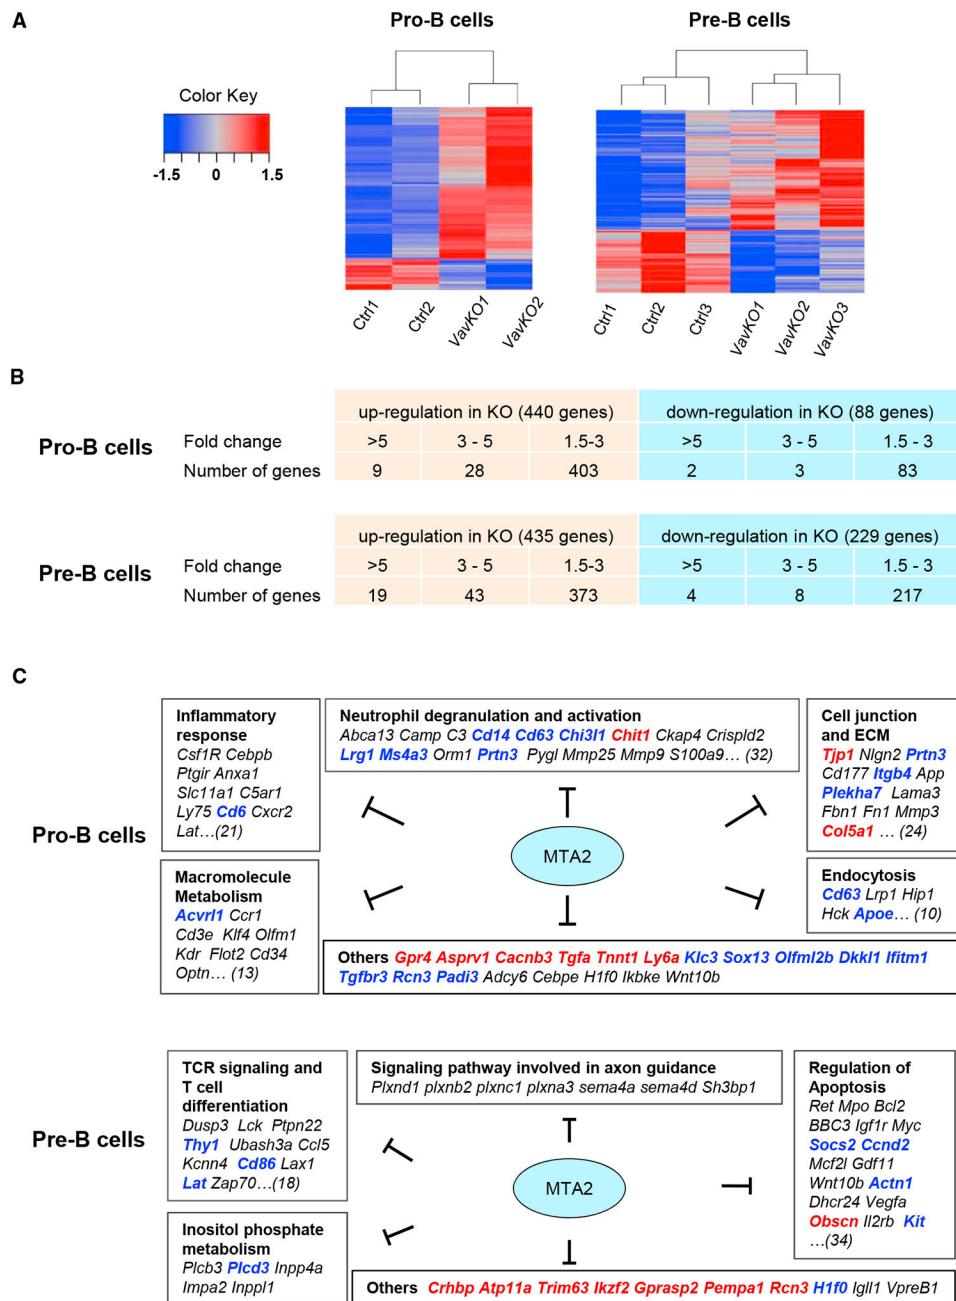 A
Pro-B cells
Pre-B cells
Color Key
-1.5 0 1.5
Ctrl1 Ctrl2 VavKO1 VavKO2
Ctrl1 Ctrl2 Ctrl3 VavKO1 VavKO2 VavKO3
B
Pro-B cells
up-regulation in KO (440 genes) down-regulation in KO (88 genes)
Fold change >5 3 - 5 1.5-3 >5 3 - 5 1.5 - 3
Number of genes 9 28 403 2 3 83
Pre-B cells
up-regulation in KO (435 genes) down-regulation in KO (229 genes)
Fold change >5 3 - 5 1.5-3 >5 3 - 5 1.5 - 3
Number of genes 19 43 373 4 8 217
C
Pro-B cells
Inflammatory
response
Csf1R Cebpb
Ptgir Anxa1
Slc11a1 C5ar1
Ly75 Cd6 Cxcr2
Lat…(21)
Neutrophil degranulation and activation
Abca13 Camp C3 Cd14 Cd63 Chi3l1 Chit1 Ckap4 Crispld2
Lrg1 Ms4a3 Orm1 Prtn3 Pygl Mmp25 Mmp9 S100a9… (32)
Cell junction
and ECM
Tjp1 Nlgn2 Prtn3
Cd177 Itgb4 App
Plekha7 Lama3
Fbn1 Fn1 Mmp3
Col5a1 … (24)
MTA2
Macromolecule
Metabolism
Acvrl1 Ccr1
Cd3e Klf4 Olfm1
Kdr Flot2 Cd34
Optn… (13)
Endocytosis
Cd63 Lrp1 Hip1
Hck Apoe… (10)
Others Gpr4 Asprv1 Cacnb3 Tgfa Tnnt1 Ly6a Klc3 Sox13 Olfml2b Dkkl1 Ifitm1
Tgfbr3 Rcn3 Padi3 Adcy6 Cebpe H1f0 Ikbke Wnt10b
Pre-B cells
TCR signaling and
T cell
differentiation
Dusp3 Lck Ptpn22
Thy1 Ubash3a Ccl5
Kcnn4 Cd86 Lax1
Lat Zap70…(18)
Signaling pathway involved in axon guidance
Plxnd1 plxnb2 plxnc1 plxna3 sema4a sema4d Sh3bp1
Regulation of
Apoptosis
Ret Mpo Bcl2
BBC3 Igf1r Myc
Socs2 Ccnd2
Mcf2l Gdf11
Wnt10b Actn1
Dhcr24 Vegfa
Obscn Il2rb Kit
…(34)
MTA2
Inositol phosphate
metabolism
Plcb3 Plcd3 Inpp4a
Impa2 Inppl1
Others Crhbp Atp11a Trim63 Ikzf2 Gprasp2 Pempa1 Rcn3 H1f0 Igll1 VpreB1